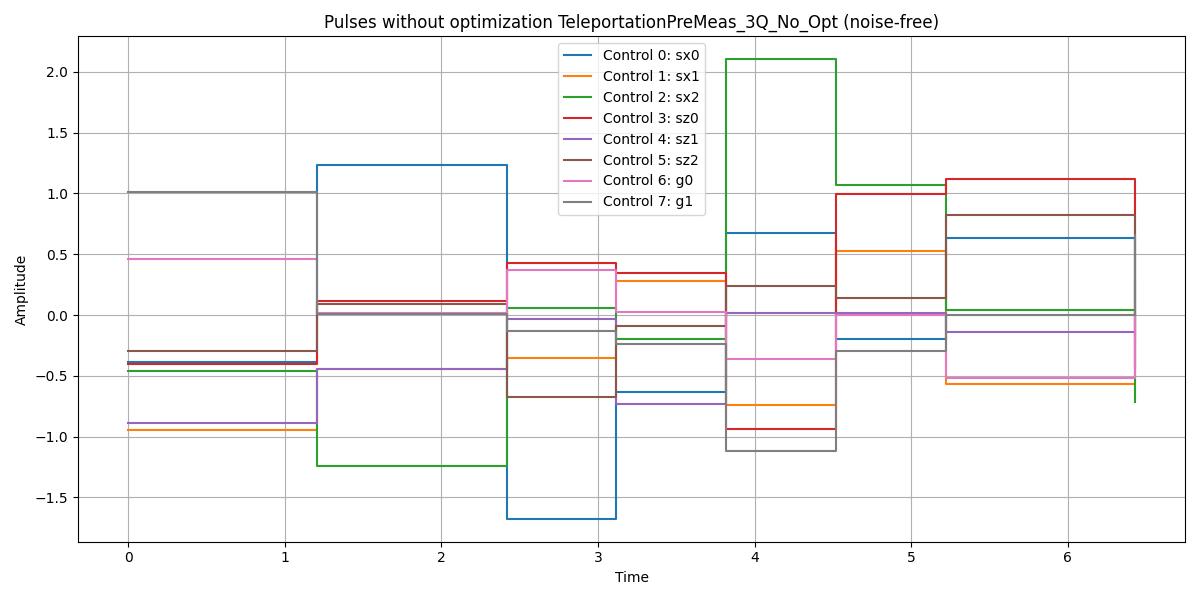 Pulses without optimization TeleportationPreMeas_3Q_No_Opt (noise-free)
Control 0: sx0
Control 1: sx1
Control 2: sx2
Control 3: sz0
Control 4: sz1
Control 5: sz2
Control 6: g0
Control 7: g1
Amplitude
2.0
1.5
1.0
0.5
0.0
−0.5
−1.0
−1.5
0 1 2 3 4 5 6
Time